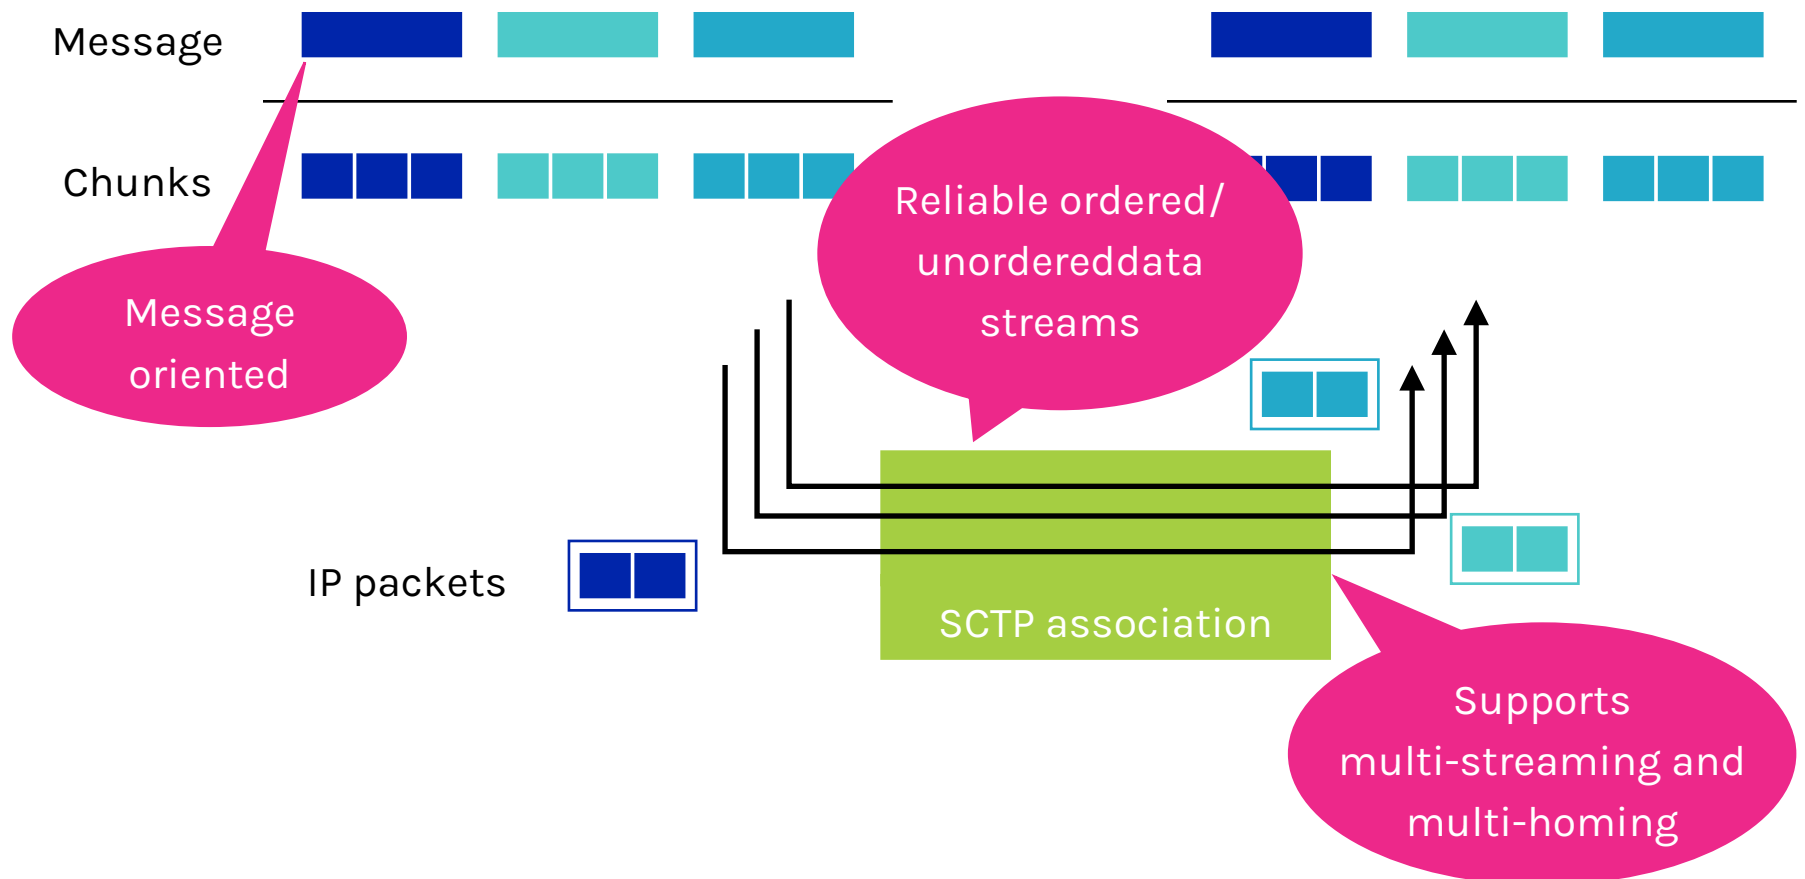 Message
Chunks
Reliable ordered/
unordereddata
streams
Message
oriented
IP packets
SCTP association
Supports
multi-streaming and
multi-homing